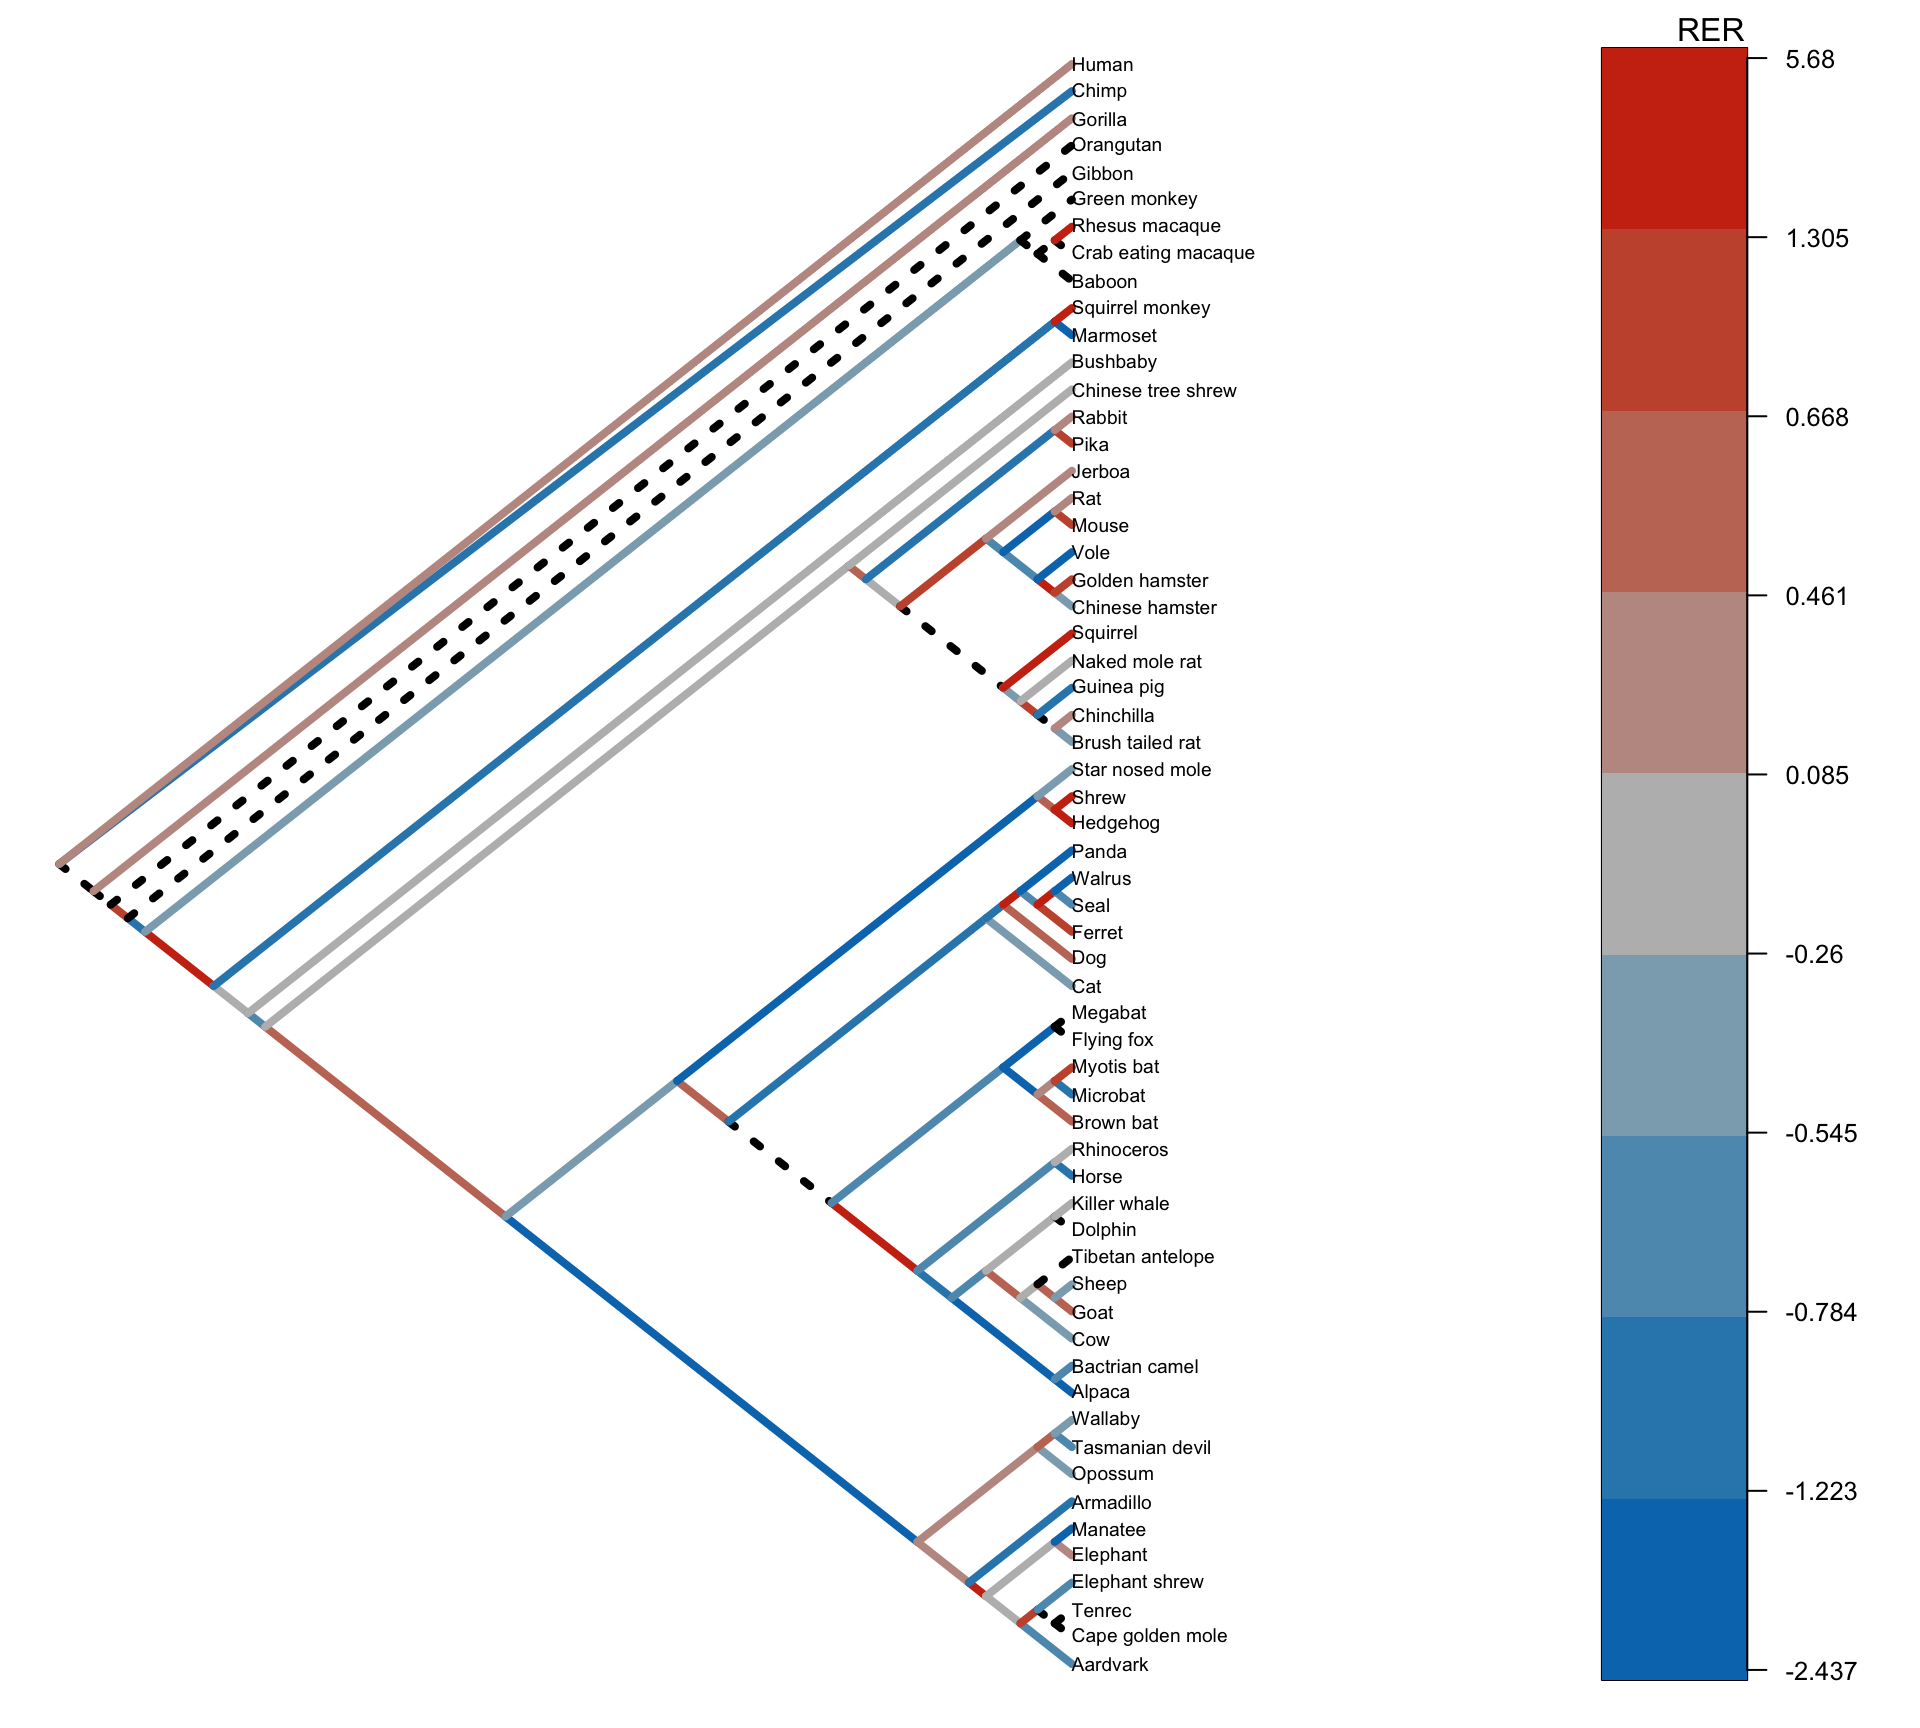 RER
Human
Chimp
Gorilla
Orangutan
Gibbon
Green monkey
Rhesus macaque
Crab eating macaque
Baboon
Squirrel monkey
Marmoset
Bushbaby
Chinese tree shrew
Rabbit
Pika
Jerboa
Rat
Mouse
Vole
Golden hamster
Chinese hamster
Squirrel
Naked mole rat
Guinea pig
Chinchilla
Brush tailed rat
Star nosed mole
Shrew
Hedgehog
Panda
Walrus
Seal
Ferret
Dog
Cat
Megabat
Flying fox
Myotis bat
Microbat
Brown bat
Rhinoceros
Horse
Killer whale
Dolphin
Tibetan antelope
Sheep
Goat
Cow
Bactrian camel
Alpaca
Wallaby
Tasmanian devil
Opossum
Armadillo
Manatee
Elephant
Elephant shrew
Tenrec
Cape golden mole
Aardvark
5.68
1.305
0.668
0.461
0.085
-0.26
-0.545
-0.784
-1.223
-2.437